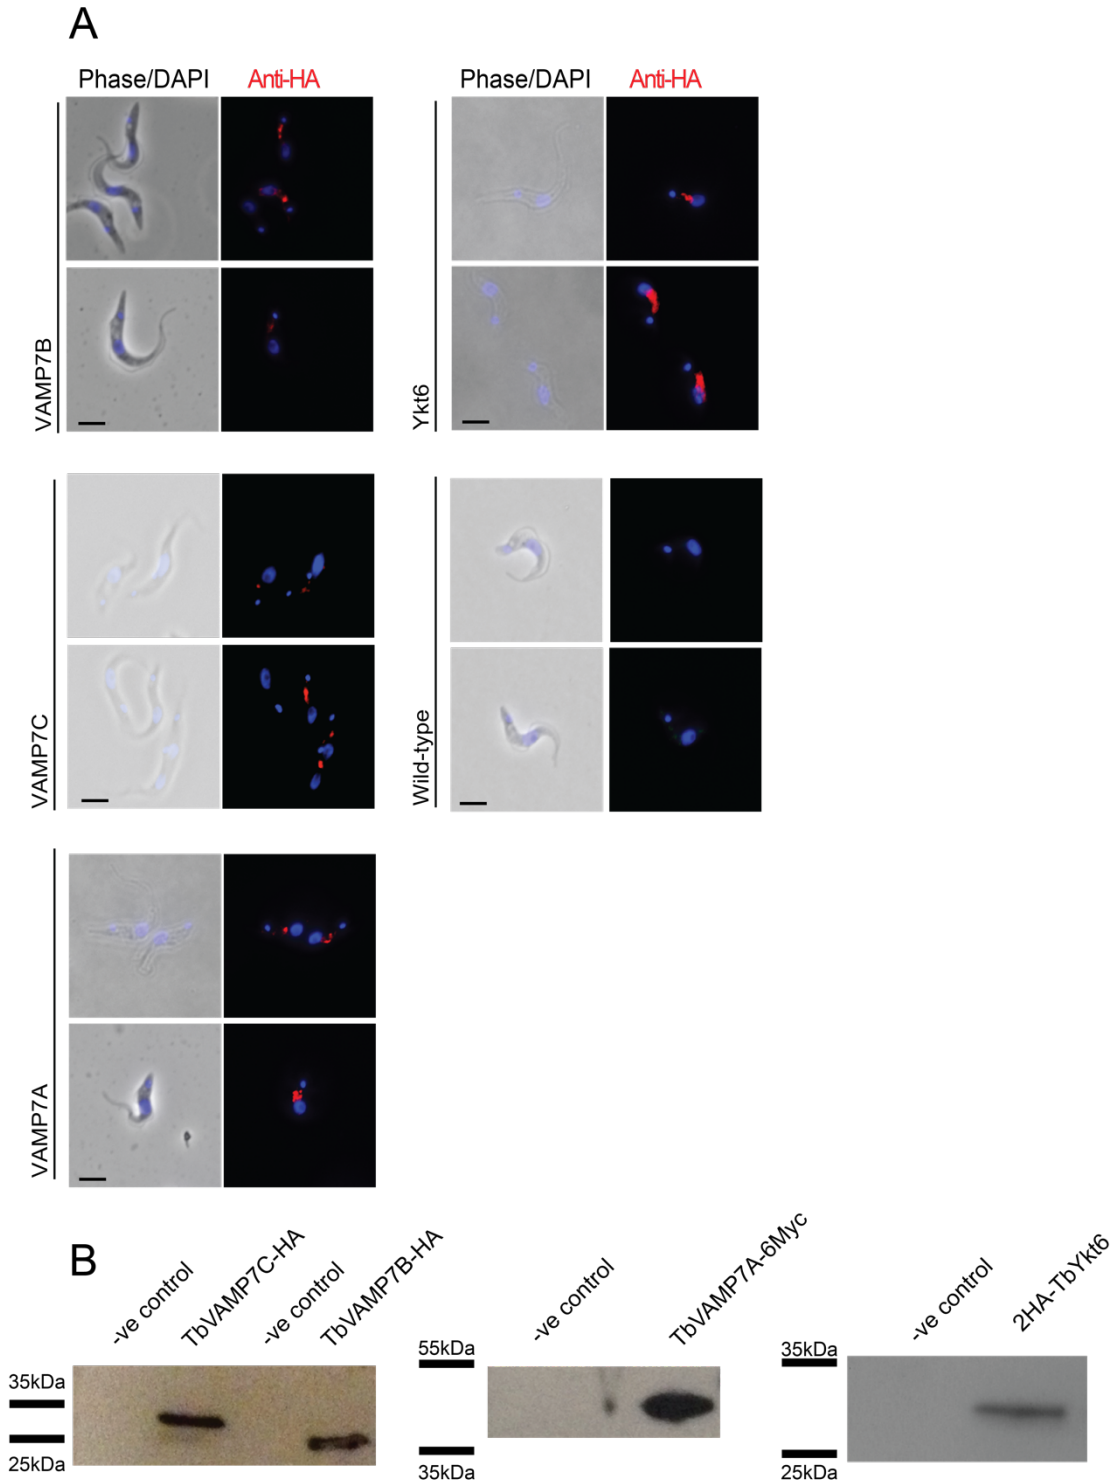 A
Phase/DAPI
Anti-HA
Phase/DAPI
Anti-HA
VAMP7B
Ykt6
VAMP7C
Wild-type
VAMP7A
B
-ve control
TbVAMP7C-HA
-ve control
TbVAMP7B-HA
35kDa
25kDa
-ve control
TbVAMP7A-6Myc
55kDa
35kDa
-ve control
2HA-TbYkt6
35kDa
25kDa